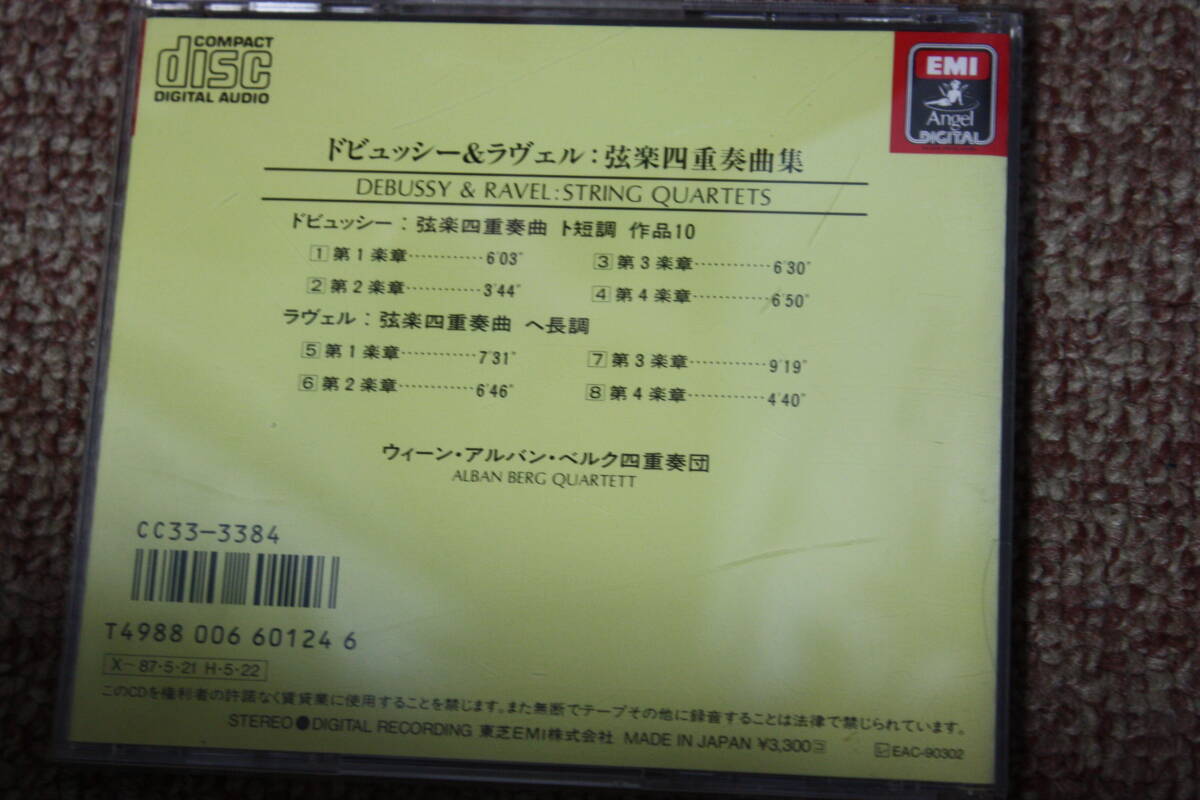 COMPACT
disc
DIGITAL AUDIO
EMI
Angel
DIGITAL
ドビュッシー&ラヴェル:弦楽四重奏曲集
DEBUSSY & RAVEL:STRING QUARTETS
ドビュッシー:弦楽四重奏曲 ト短調 作品10
1 第1楽章…………6'03"
2 第2楽章…………3'44"
3 第3楽章…………6'30"
4 第4楽章…………6'50"
ラヴェル:弦楽四重奏曲 ヘ長調
5 第1楽章…………7'31"
6 第2楽章…………6'46"
7 第3楽章…………9'19"
8 第4楽章…………4'40"
ウィーン・アルバン・ベルク四重奏団
ALBAN BERG QUARTETT
CC33-3384
T4988 006 60124 6
X-87・5・21 H・5・22
このCDを権利者の許諾なく賃貸業に使用することを禁じます。また無断でテープその他に録音することは法律で禁じられています。
STEREO●DIGITAL RECORDING 東芝EMI株式会社 MADE IN JAPAN ¥3,300
EAC-90302